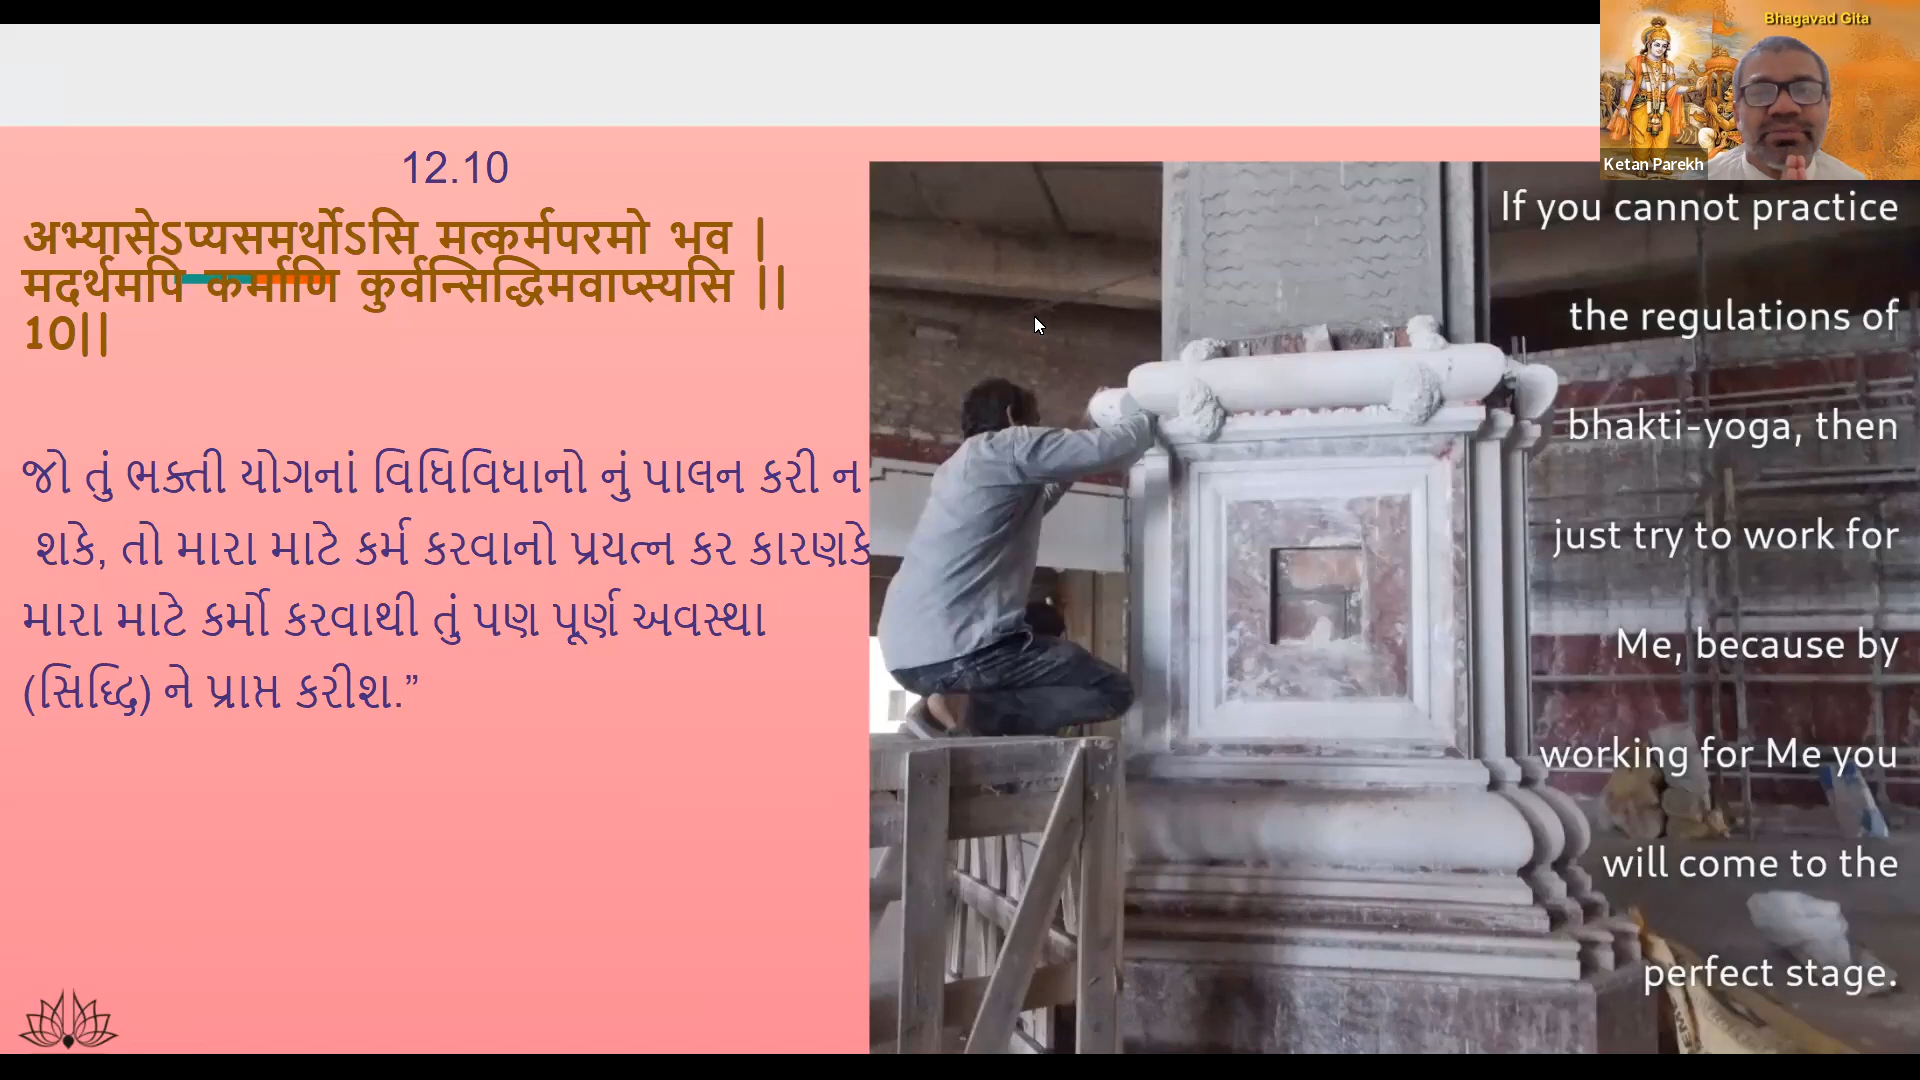 Bhagavad Gita
Ketan Parekh
12.10
अभ्यासेऽप्यसमर्थोऽसि मत्कर्मपरमो भव |
मदर्थमपि कर्माणि कुर्वन्सिद्धिमवाप्स्यसि ||
10||
જો તું ભક્તી યોગનાં વિધિવિધાનો નું પાલન કરી ન
શકે, તો મારા માટે કર્મ કરવાનો પ્રયત્ન કર કારણકે
મારા માટે કર્મો કરવાથી તું પણ પૂર્ણ અવસ્થા
(સિદ્ધિ) ને પ્રાપ્ત કરીશ.”
If you cannot practice
the regulations of
bhakti-yoga, then
just try to work for
Me, because by
working for Me you
will come to the
perfect stage.